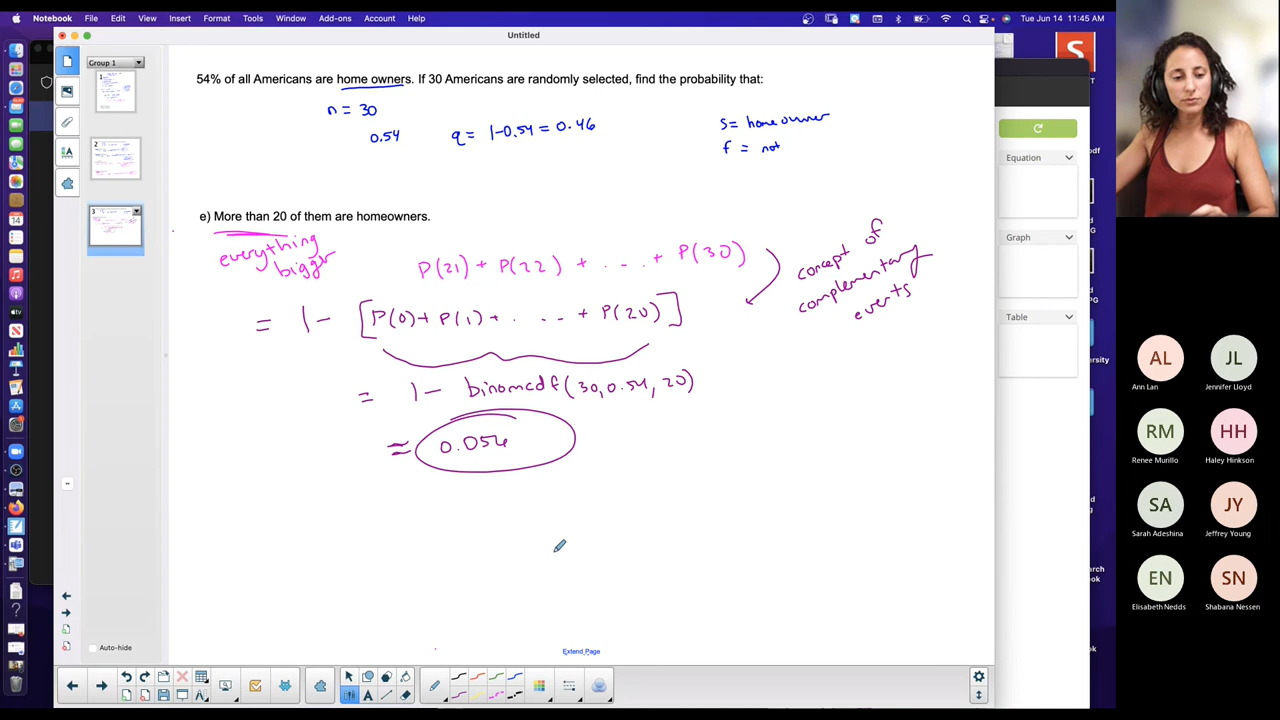 Notebook File Edit View Insert Format Tools Window Add-ons Account Help Tue Jun 14 11:45 AM
Untitled
Group 1
54% of all Americans are home owners. If 30 Americans are randomly selected, find the probability that:
n = 30
0.54 q = 1-0.54 = 0.46
s = homeowner
f = not
e) More than 20 of them are homeowners.
everything
bigger
P(21) + P(22) + . . . . + P(30)
concept of
complementary
events
= 1 - [P(0) + P(1) + . . . . + P(20)]
= 1 - binomcdf(30,0.54,20)
≈ 0.056
Extend Page
Auto-hide
Equation
Graph
Table
AL
Ann Lan
JL
Jennifer Lloyd
RM
Renee Murillo
HH
Haley Hinkson
SA
Sarah Adeshina
JY
Jeffrey Young
EN
Elisabeth Nedds
SN
Shabana Nessen